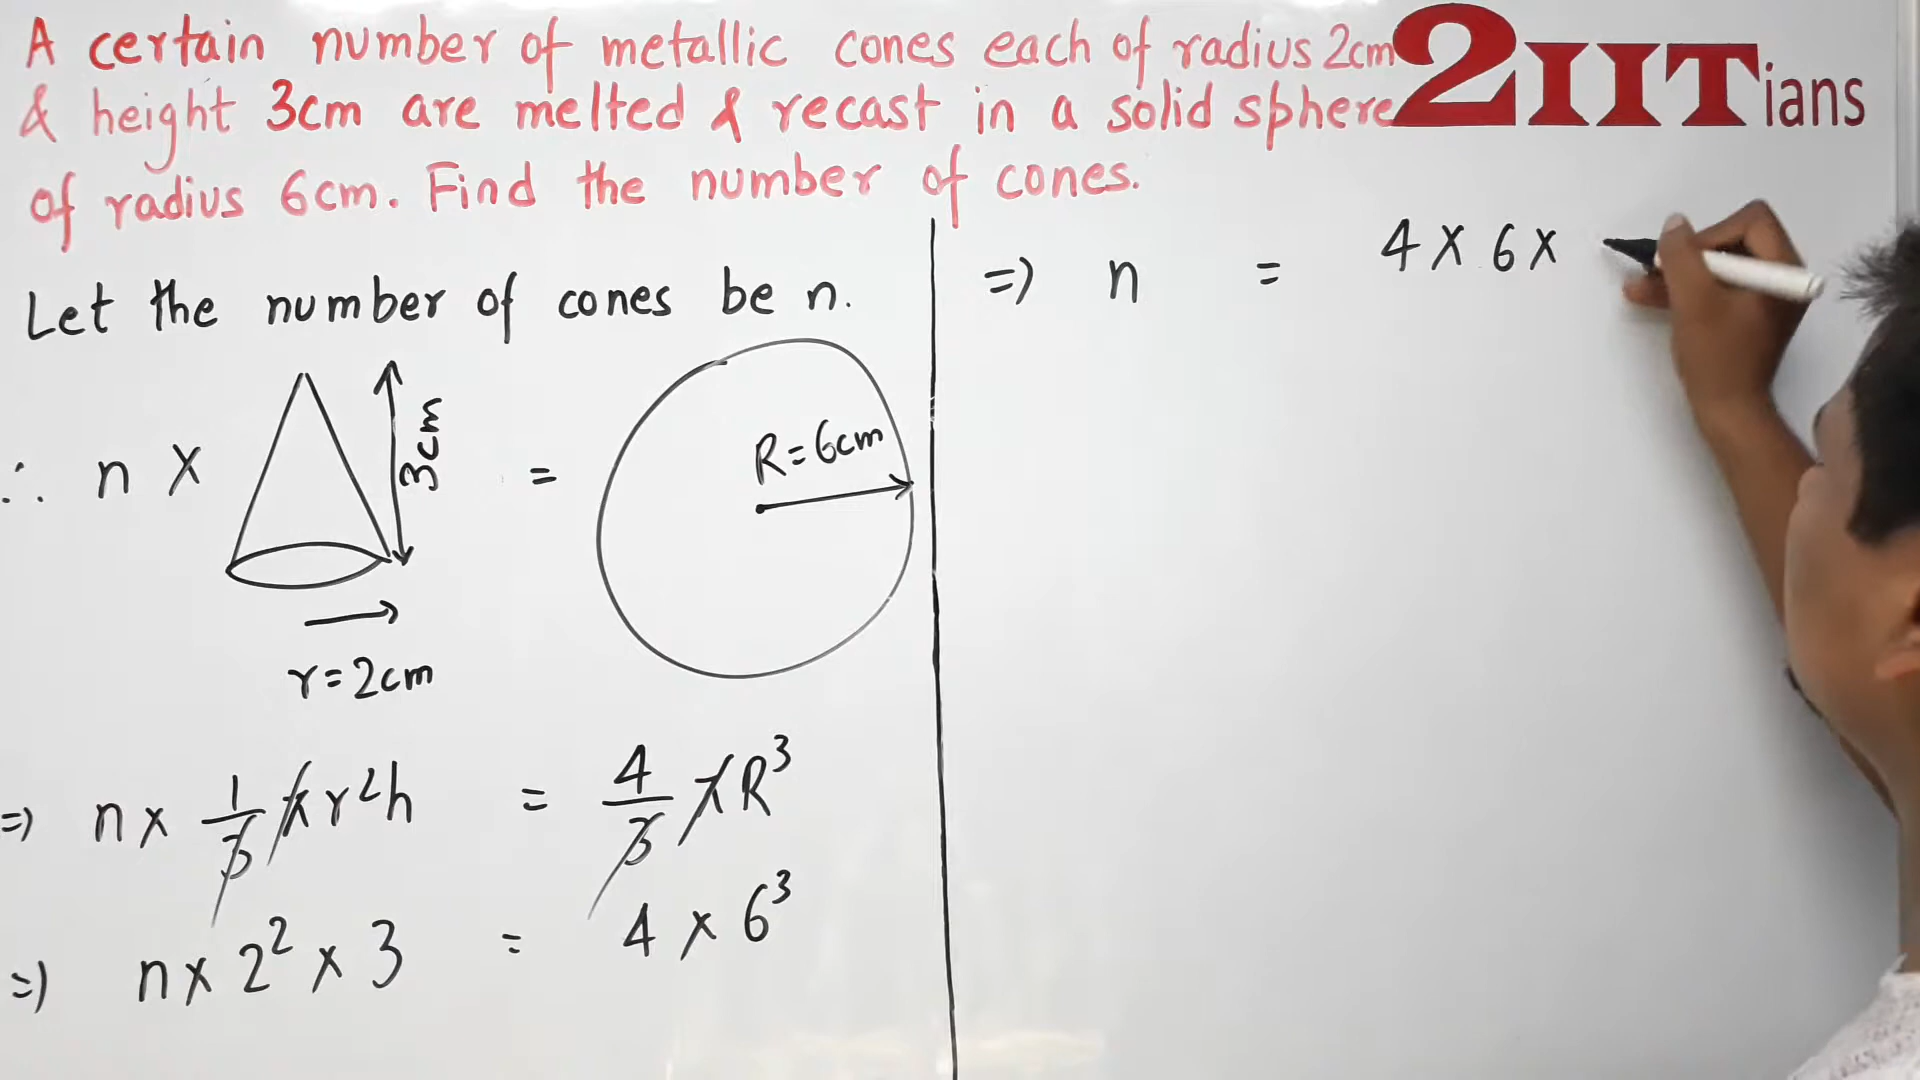 A certain number of metallic cones each of radius 2cm
& height 3cm are melted & recast in a solid sphere
of radius 6cm. Find the number of cones.
2IITians
Let the number of cones be n.
∴ n × 3cm = R=6cm
r=2cm
⇒ n × 1/3 πr²h = 4/3 πR³
⇒ n × 2² × 3 = 4 × 6³
⇒ n = 4 × 6 ×